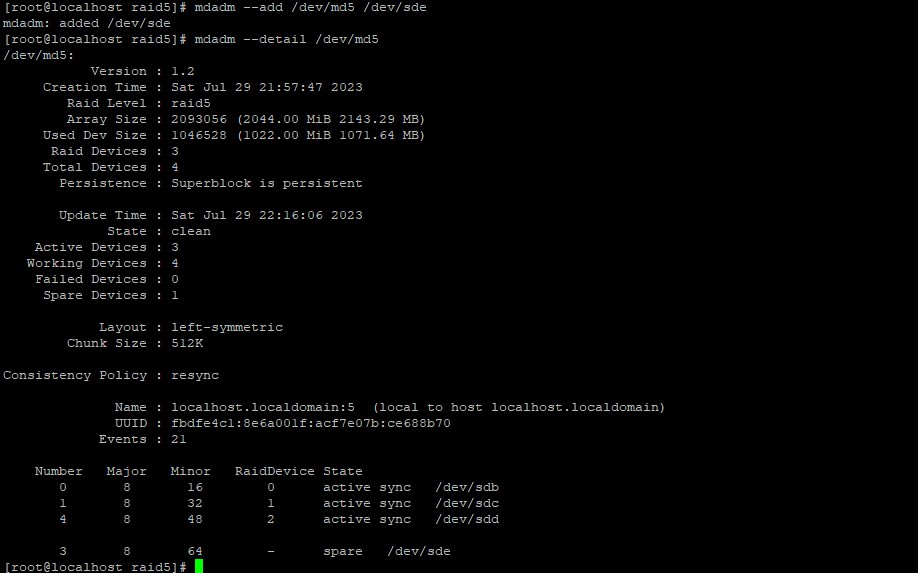 [root@localhost raid5]# mdadm --add /dev/md5 /dev/sde
mdadm: added /dev/sde
[root@localhost raid5]# mdadm --detail /dev/md5
/dev/md5:
           Version : 1.2
     Creation Time : Sat Jul 29 21:57:47 2023
        Raid Level : raid5
        Array Size : 2093056 (2044.00 MiB 2143.29 MB)
     Used Dev Size : 1046528 (1022.00 MiB 1071.64 MB)
      Raid Devices : 3
     Total Devices : 4
       Persistence : Superblock is persistent

       Update Time : Sat Jul 29 22:16:06 2023
             State : clean
    Active Devices : 3
   Working Devices : 4
    Failed Devices : 0
     Spare Devices : 1

            Layout : left-symmetric
        Chunk Size : 512K

Consistency Policy : resync

              Name : localhost.localdomain:5  (local to host localhost.localdomain)
              UUID : fbdfe4c1:8e6a001f:acf7e07b:ce688b70
            Events : 21

    Number   Major   Minor   RaidDevice State
       0       8       16        0      active sync   /dev/sdb
       1       8       32        1      active sync   /dev/sdc
       4       8       48        2      active sync   /dev/sdd

       3       8       64        -      spare   /dev/sde
[root@localhost raid5]#